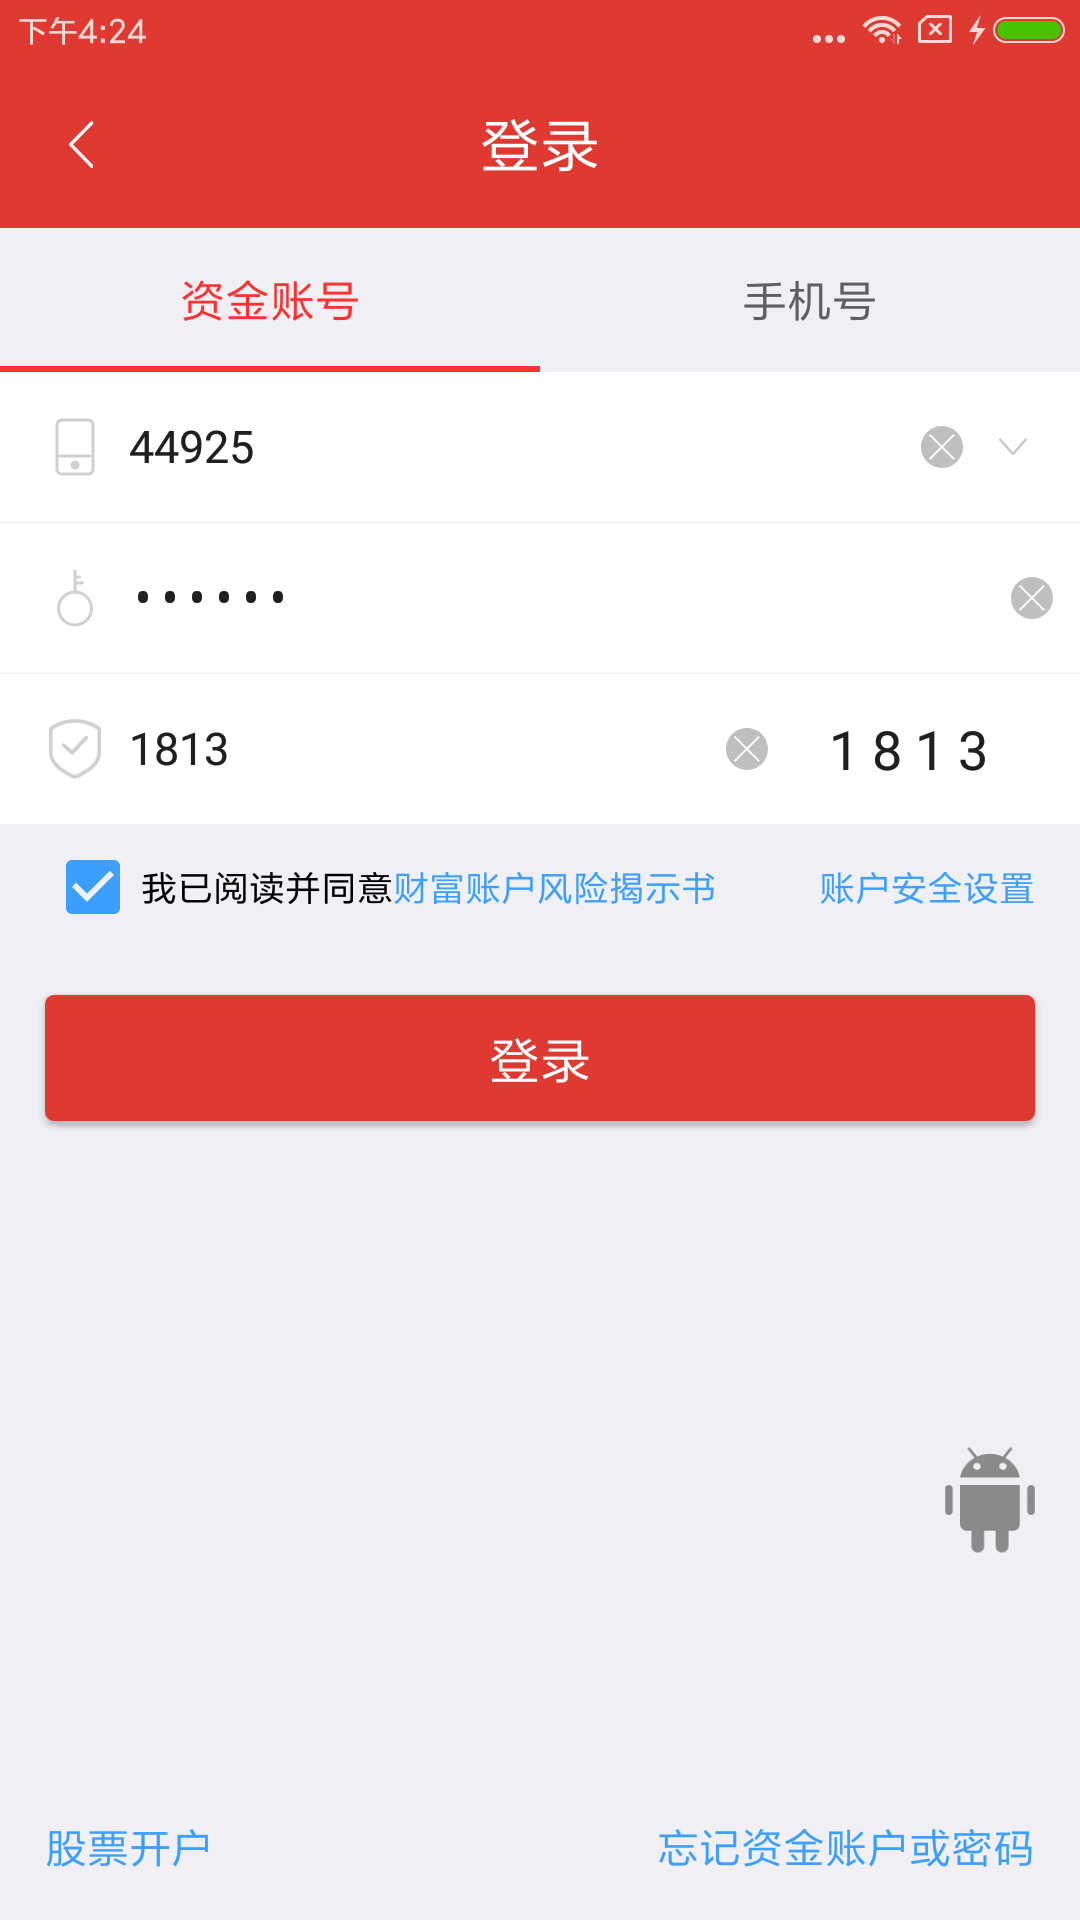 下午4:24
登录
资金账号 手机号
44925
••••••
1813 1813
我已阅读并同意财富账户风险揭示书 账户安全设置
登录
股票开户 忘记资金账户或密码